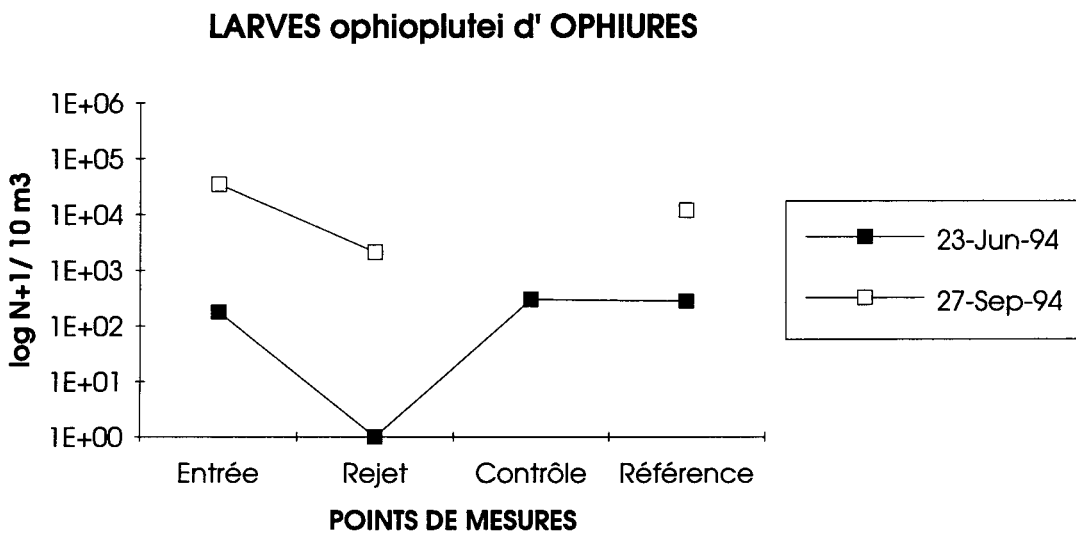 LARVES ophioplutei d' OPHIURES
1E+06
1E+05
1E+04
1E+03
1E+02
1E+01
1E+00
log N+1/ 10 m3
Entrée Rejet Contrôle Référence
POINTS DE MESURES
23-Jun-94
27-Sep-94